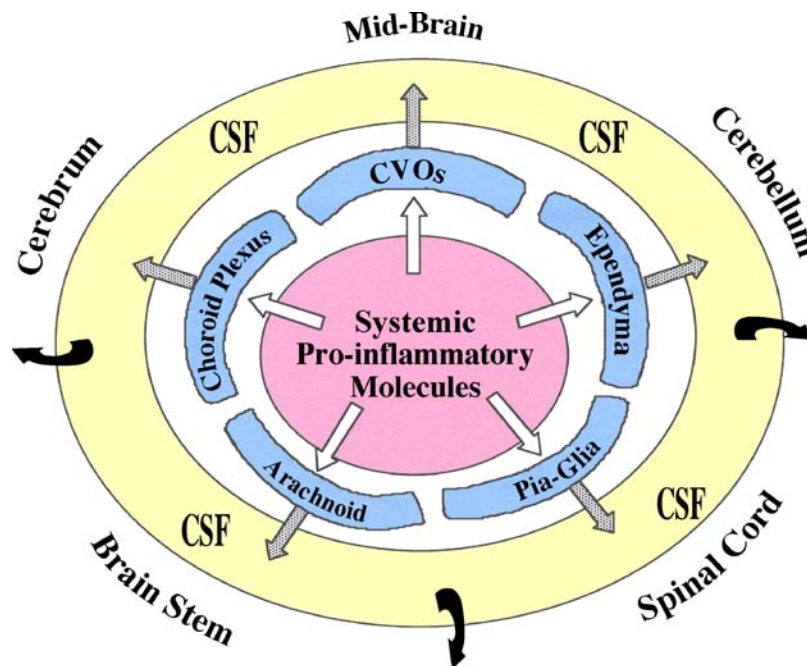 Mid-Brain
Cerebrum
Cerebellum
CSF
CSF
CVOs
Choroid Plexus
Ependyma
Systemic
Pro-inflammatory
Molecules
Arachnoid
Pia-Glia
CSF
CSF
Brain Stem
Spinal Cord